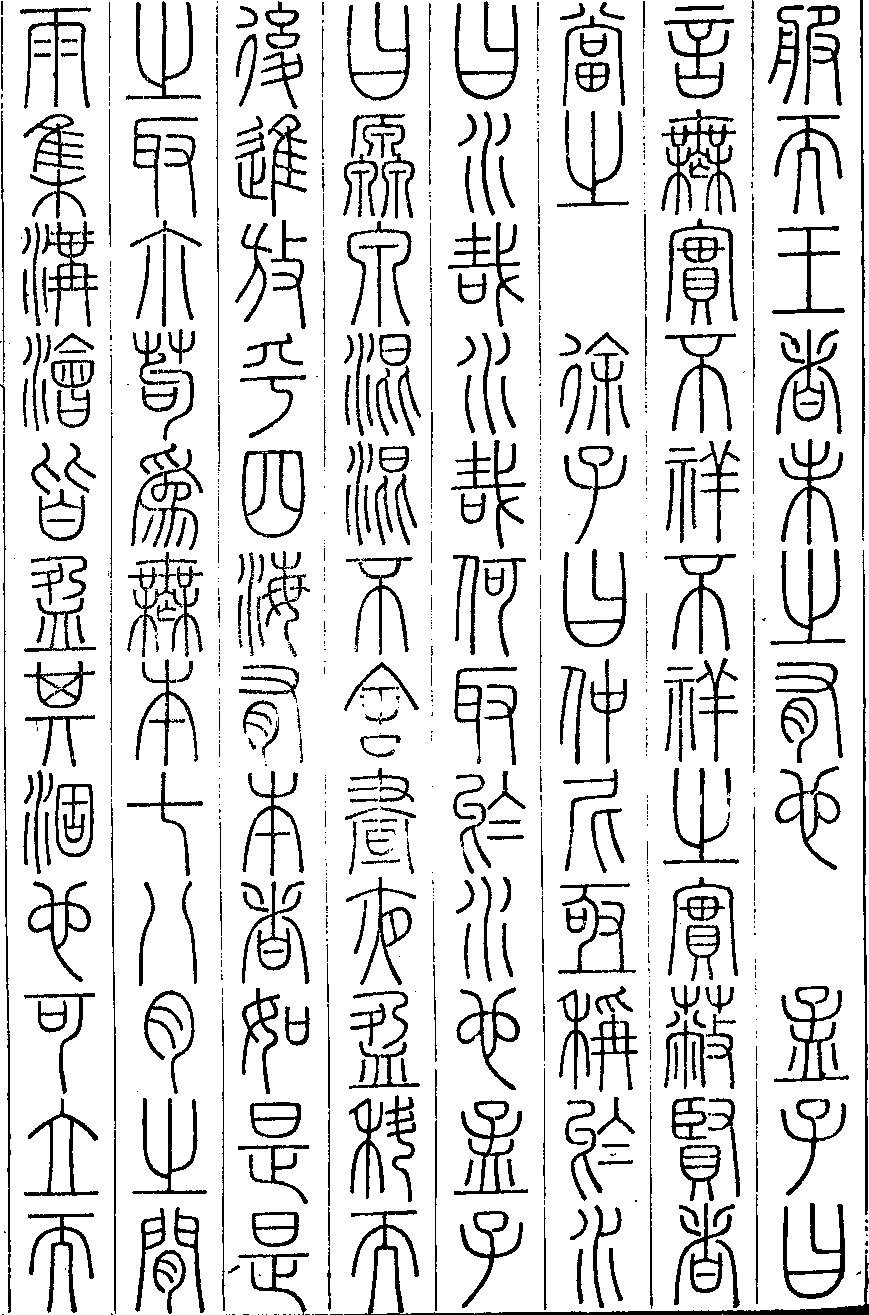 服而王者未之有也　孟子曰
言無實不祥不祥之實蔽賢者
當之　徐子曰仲尼亟稱於水
曰水哉水哉何取於水也孟子
曰原泉混混不舍晝夜盈科而
後進放乎四海有本者如是是
之取尒苟爲無本七八月之閒
雨集溝澮皆盈其涸也可立而